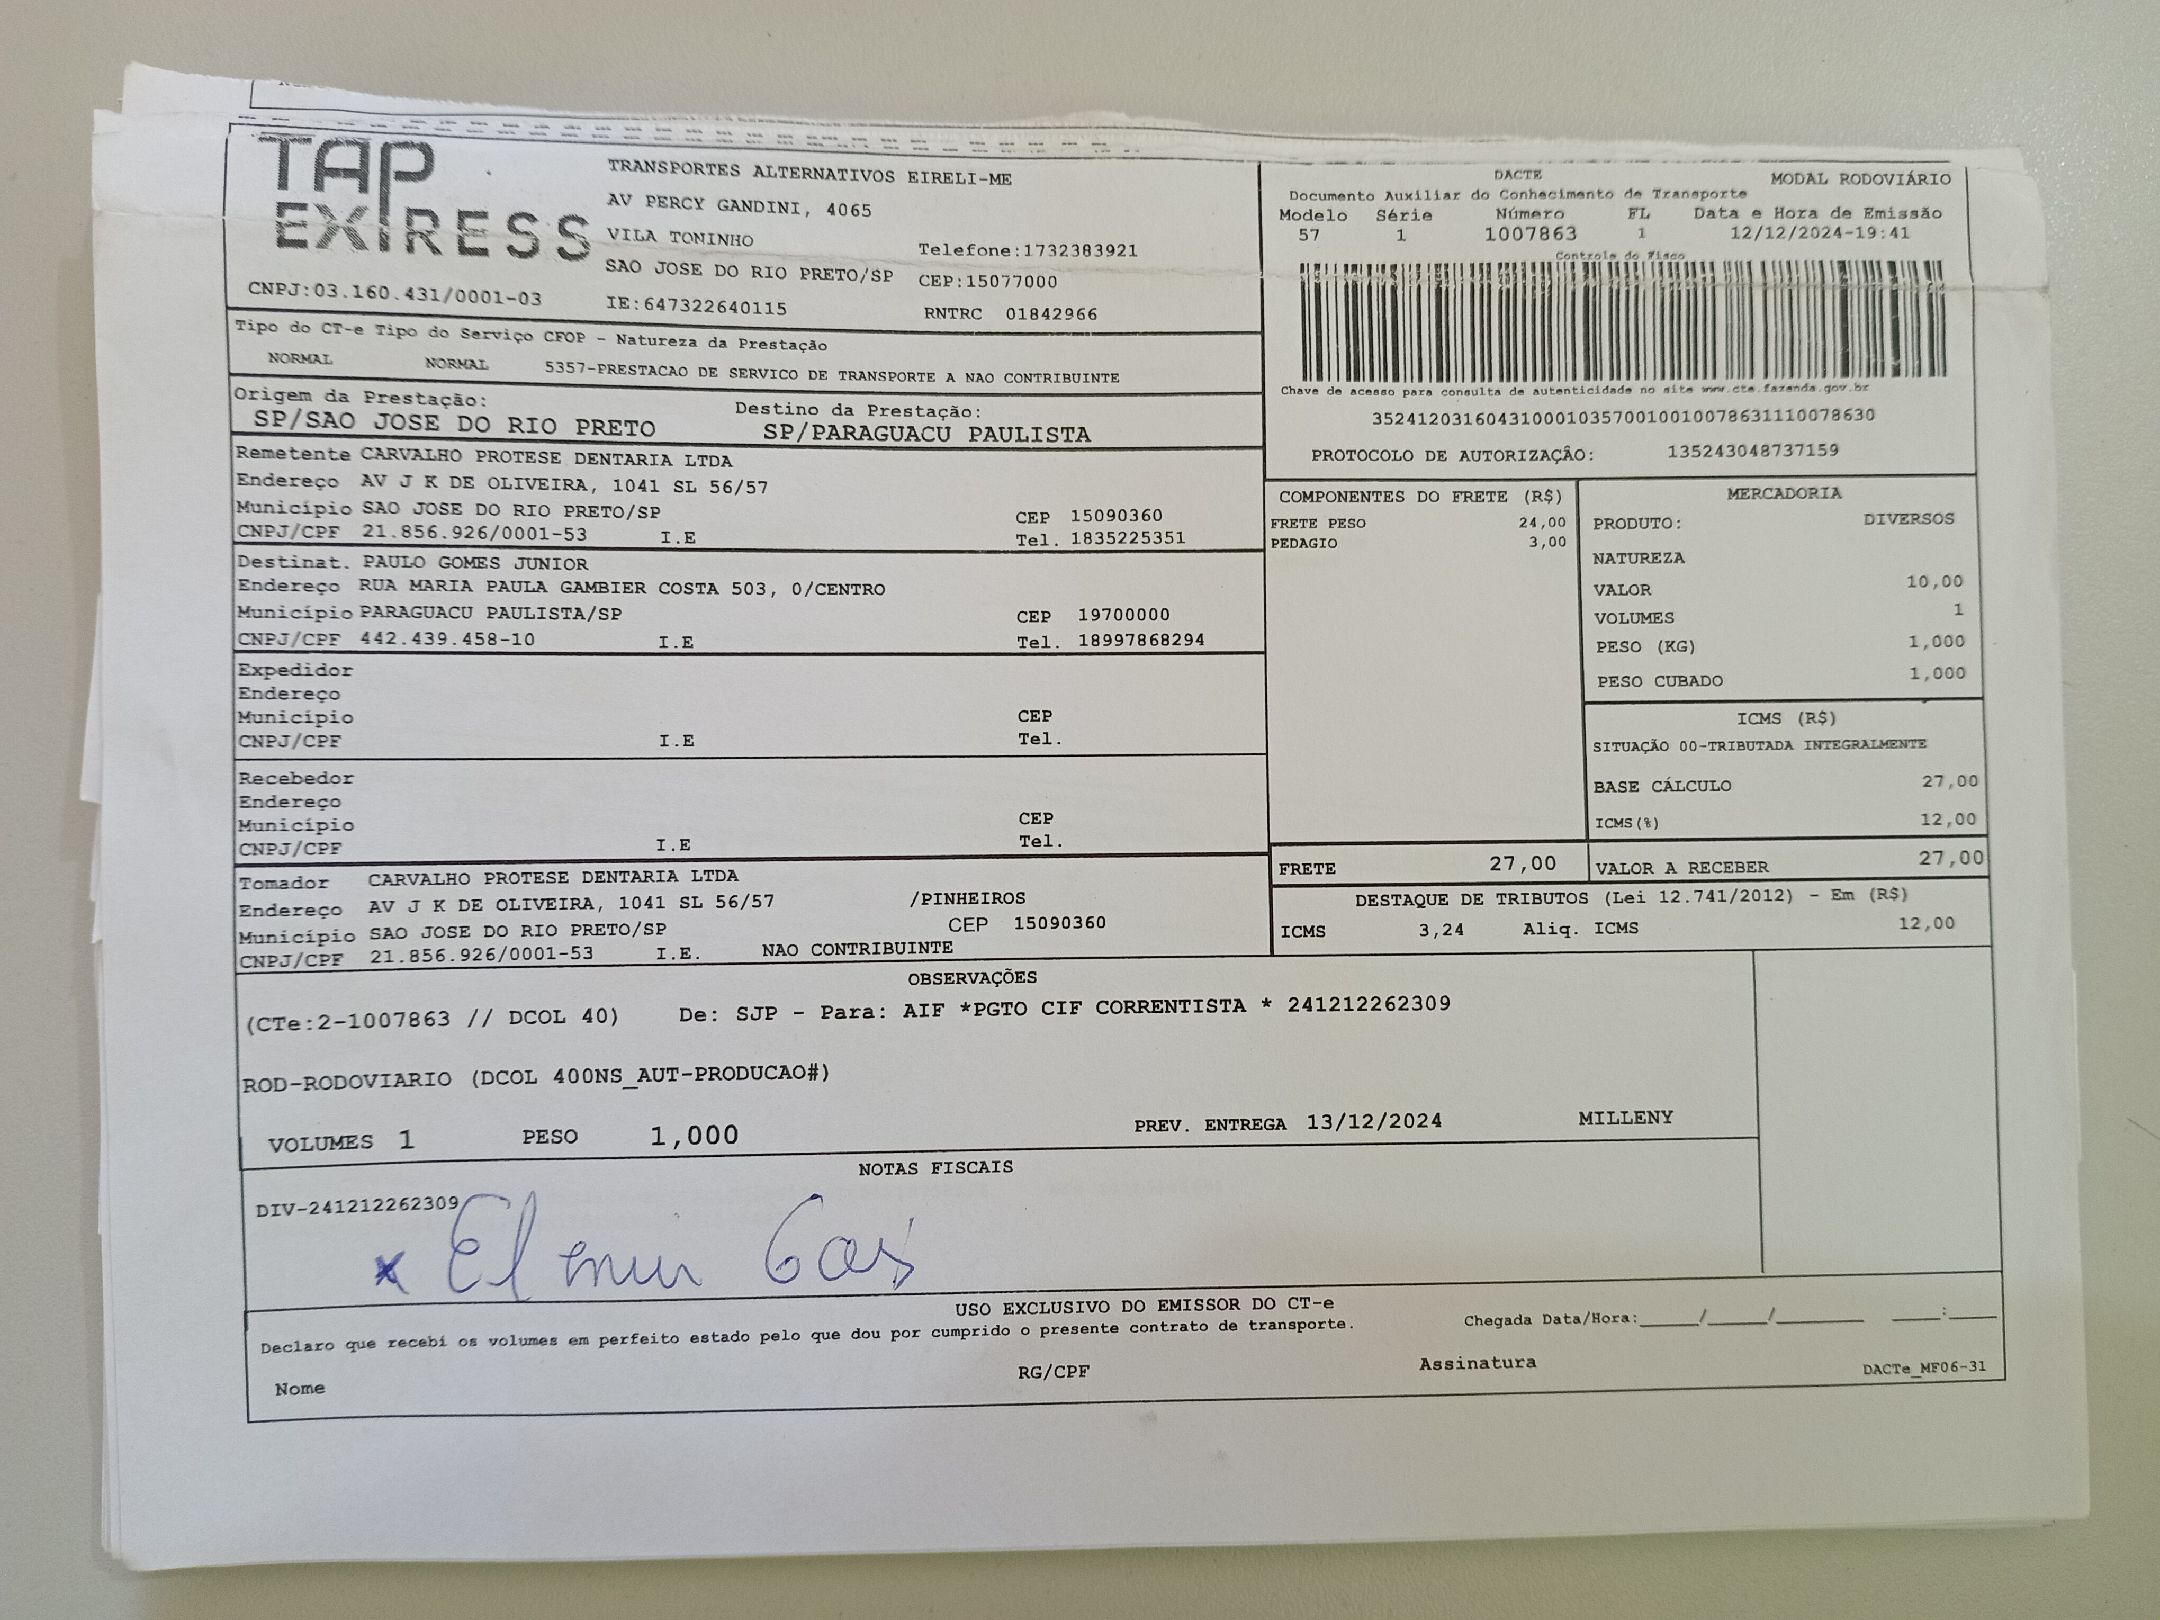 TAP
EXPRESS
TRANSPORTES ALTERNATIVOS EIRELI-ME
AV PERCY GANDINI, 4065
VILA TONINHO
Telefone:1732383921
SAO JOSE DO RIO PRETO/SP CEP:15077000
CNPJ:03.160.431/0001-03 IE:647322640115 RNTRC 01842966
DACTE MODAL RODOVIÁRIO
Documento Auxiliar do Conhecimento de Transporte
Modelo Série Número FL Data e Hora de Emissão
57 1 1007863 1 12/12/2024-19:41
Controle do Fisco
Chave de acesso para consulta de autenticidade no site www.cte.fazenda.gov.br
35241203160431000103570010010078631110078630
PROTOCOLO DE AUTORIZAÇÃO: 135243048737159
Tipo do CT-e Tipo do Serviço CFOP - Natureza da Prestação
NORMAL NORMAL 5357-PRESTACAO DE SERVICO DE TRANSPORTE A NAO CONTRIBUINTE
Origem da Prestação: Destino da Prestação:
SP/SAO JOSE DO RIO PRETO SP/PARAGUACU PAULISTA
Remetente CARVALHO PROTESE DENTARIA LTDA
Endereço AV J K DE OLIVEIRA, 1041 SL 56/57
Município SAO JOSE DO RIO PRETO/SP CEP 15090360
CNPJ/CPF 21.856.926/0001-53 I.E Tel. 1835225351
Destinat. PAULO GOMES JUNIOR
Endereço RUA MARIA PAULA GAMBIER COSTA 503, 0/CENTRO
Município PARAGUACU PAULISTA/SP CEP 19700000
CNPJ/CPF 442.439.458-10 I.E Tel. 18997868294
Expedidor
Endereço
Município CEP
CNPJ/CPF I.E Tel.
Recebedor
Endereço
Município CEP
CNPJ/CPF I.E Tel.
Tomador CARVALHO PROTESE DENTARIA LTDA
Endereço AV J K DE OLIVEIRA, 1041 SL 56/57 /PINHEIROS
Município SAO JOSE DO RIO PRETO/SP CEP 15090360
CNPJ/CPF 21.856.926/0001-53 I.E. NAO CONTRIBUINTE
COMPONENTES DO FRETE (R$)
FRETE PESO 24,00
PEDAGIO 3,00
MERCADORIA
PRODUTO: DIVERSOS
NATUREZA
VALOR 10,00
VOLUMES 1
PESO (KG) 1,000
PESO CUBADO 1,000
ICMS (R$)
SITUAÇÃO 00-TRIBUTADA INTEGRALMENTE
BASE CÁLCULO 27,00
ICMS(%) 12,00
FRETE 27,00 VALOR A RECEBER 27,00
DESTAQUE DE TRIBUTOS (Lei 12.741/2012) - Em (R$)
ICMS 3,24 Aliq. ICMS 12,00
OBSERVAÇÕES
(CTe:2-1007863 // DCOL 40) De: SJP - Para: AIF *PGTO CIF CORRENTISTA * 241212262309
ROD-RODOVIARIO (DCOL 400NS_AUT-PRODUCAO#)
VOLUMES 1 PESO 1,000 PREV. ENTREGA 13/12/2024 MILLENY
NOTAS FISCAIS
DIV-241212262309
USO EXCLUSIVO DO EMISSOR DO CT-e
Declaro que recebi os volumes em perfeito estado pelo que dou por cumprido o presente contrato de transporte. Chegada Data/Hora:____/____/______ ___:___
Nome RG/CPF Assinatura DACTe_MF06-31